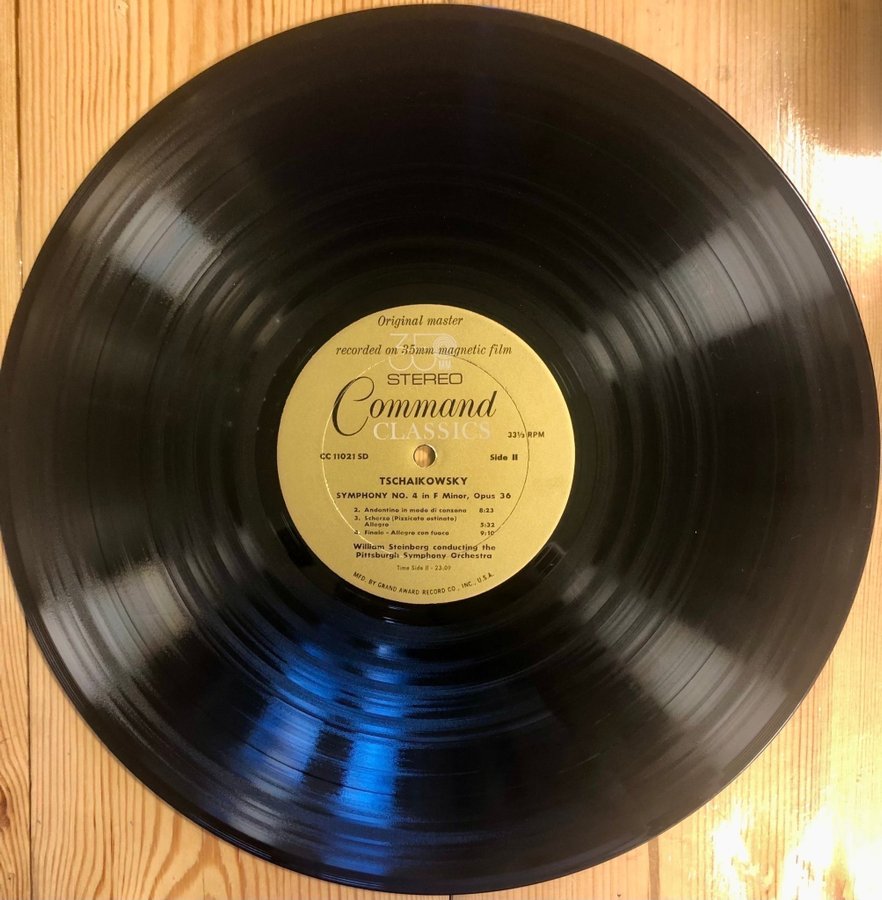 Original master
recorded on 35mm magnetic film
35
MM
STEREO
Command
CLASSICS
33⅓ RPM
CC 11021 SD
Side II
TSCHAIKOWSKY
SYMPHONY NO. 4 in F Minor, Opus 36
2. Andantino in modo di canzona 8:23
3. Scherzo (Pizzicato ostinato)
Allegro 5:32
4. Finale - Allegro con fuoco 9:10
William Steinberg conducting the
Pittsburgh Symphony Orchestra
Time Side II - 23,09
MFD. BY GRAND AWARD RECORD CO., INC., U.S.A.